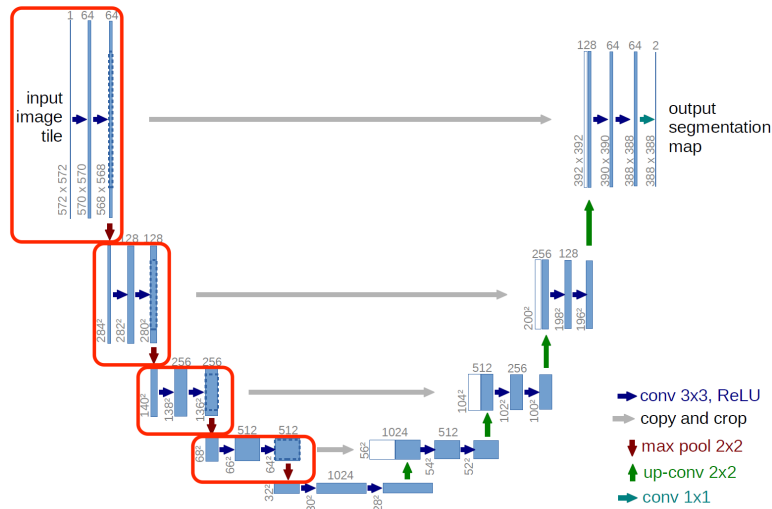 1 64 64
128 64 64 2
input
image
tile
output
segmentation
map
572 x 572
570 x 570
568 x 568
392 x 392
390 x 390
388 x 388
388 x 388
128 128
256 128
284²
282²
280²
200²
198²
196²
256 256
512 256
140²
138²
136²
104²
102²
100²
conv 3x3, ReLU
copy and crop
max pool 2x2
up-conv 2x2
conv 1x1
512 512
1024 512
68²
66²
64²
56²
54²
52²
1024
32²
30²
28²